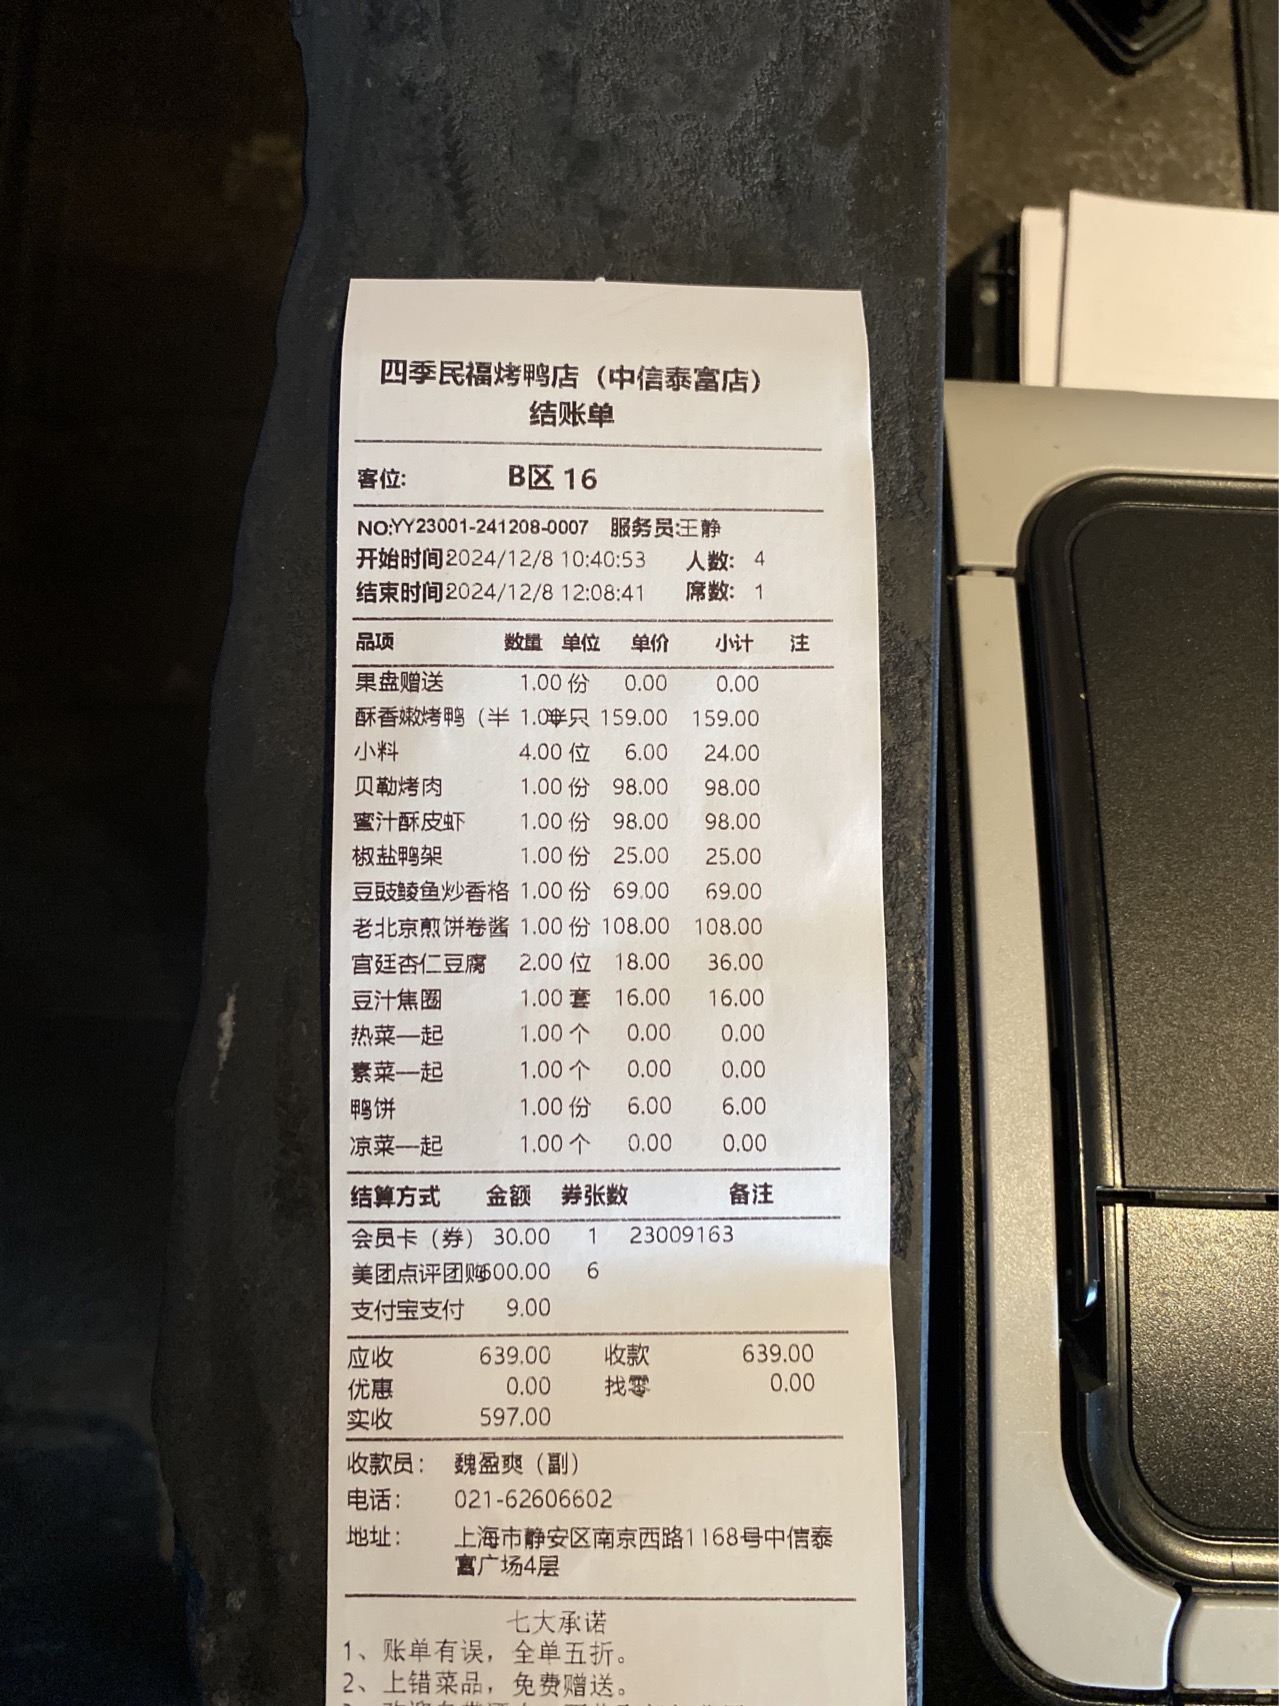 四季民福烤鸭店（中信泰富店）
结账单
客位: B区 16
NO:YY23001-241208-0007 服务员:王静
开始时间2024/12/8 10:40:53 人数: 4
结束时间2024/12/8 12:08:41 席数: 1
品项 数量 单位 单价 小计 注
果盘赠送 1.00 份 0.00 0.00
酥香嫩烤鸭（半 1.00半只 159.00 159.00
小料 4.00 位 6.00 24.00
贝勒烤肉 1.00 份 98.00 98.00
蜜汁酥皮虾 1.00 份 98.00 98.00
椒盐鸭架 1.00 份 25.00 25.00
豆豉鲮鱼炒香格 1.00 份 69.00 69.00
老北京煎饼卷酱 1.00 份 108.00 108.00
宫廷杏仁豆腐 2.00 位 18.00 36.00
豆汁焦圈 1.00 套 16.00 16.00
热菜一起 1.00 个 0.00 0.00
素菜一起 1.00 个 0.00 0.00
鸭饼 1.00 份 6.00 6.00
凉菜一起 1.00 个 0.00 0.00
结算方式 金额 券张数 备注
会员卡（券） 30.00 1 23009163
美团点评团购600.00 6
支付宝支付 9.00
应收 639.00 收款 639.00
优惠 0.00 找零 0.00
实收 597.00
收款员: 魏盈爽（副）
电话: 021-62606602
地址: 上海市静安区南京西路1168号中信泰
富广场4层
七大承诺
1、账单有误，全单五折。
2、上错菜品，免费赠送。